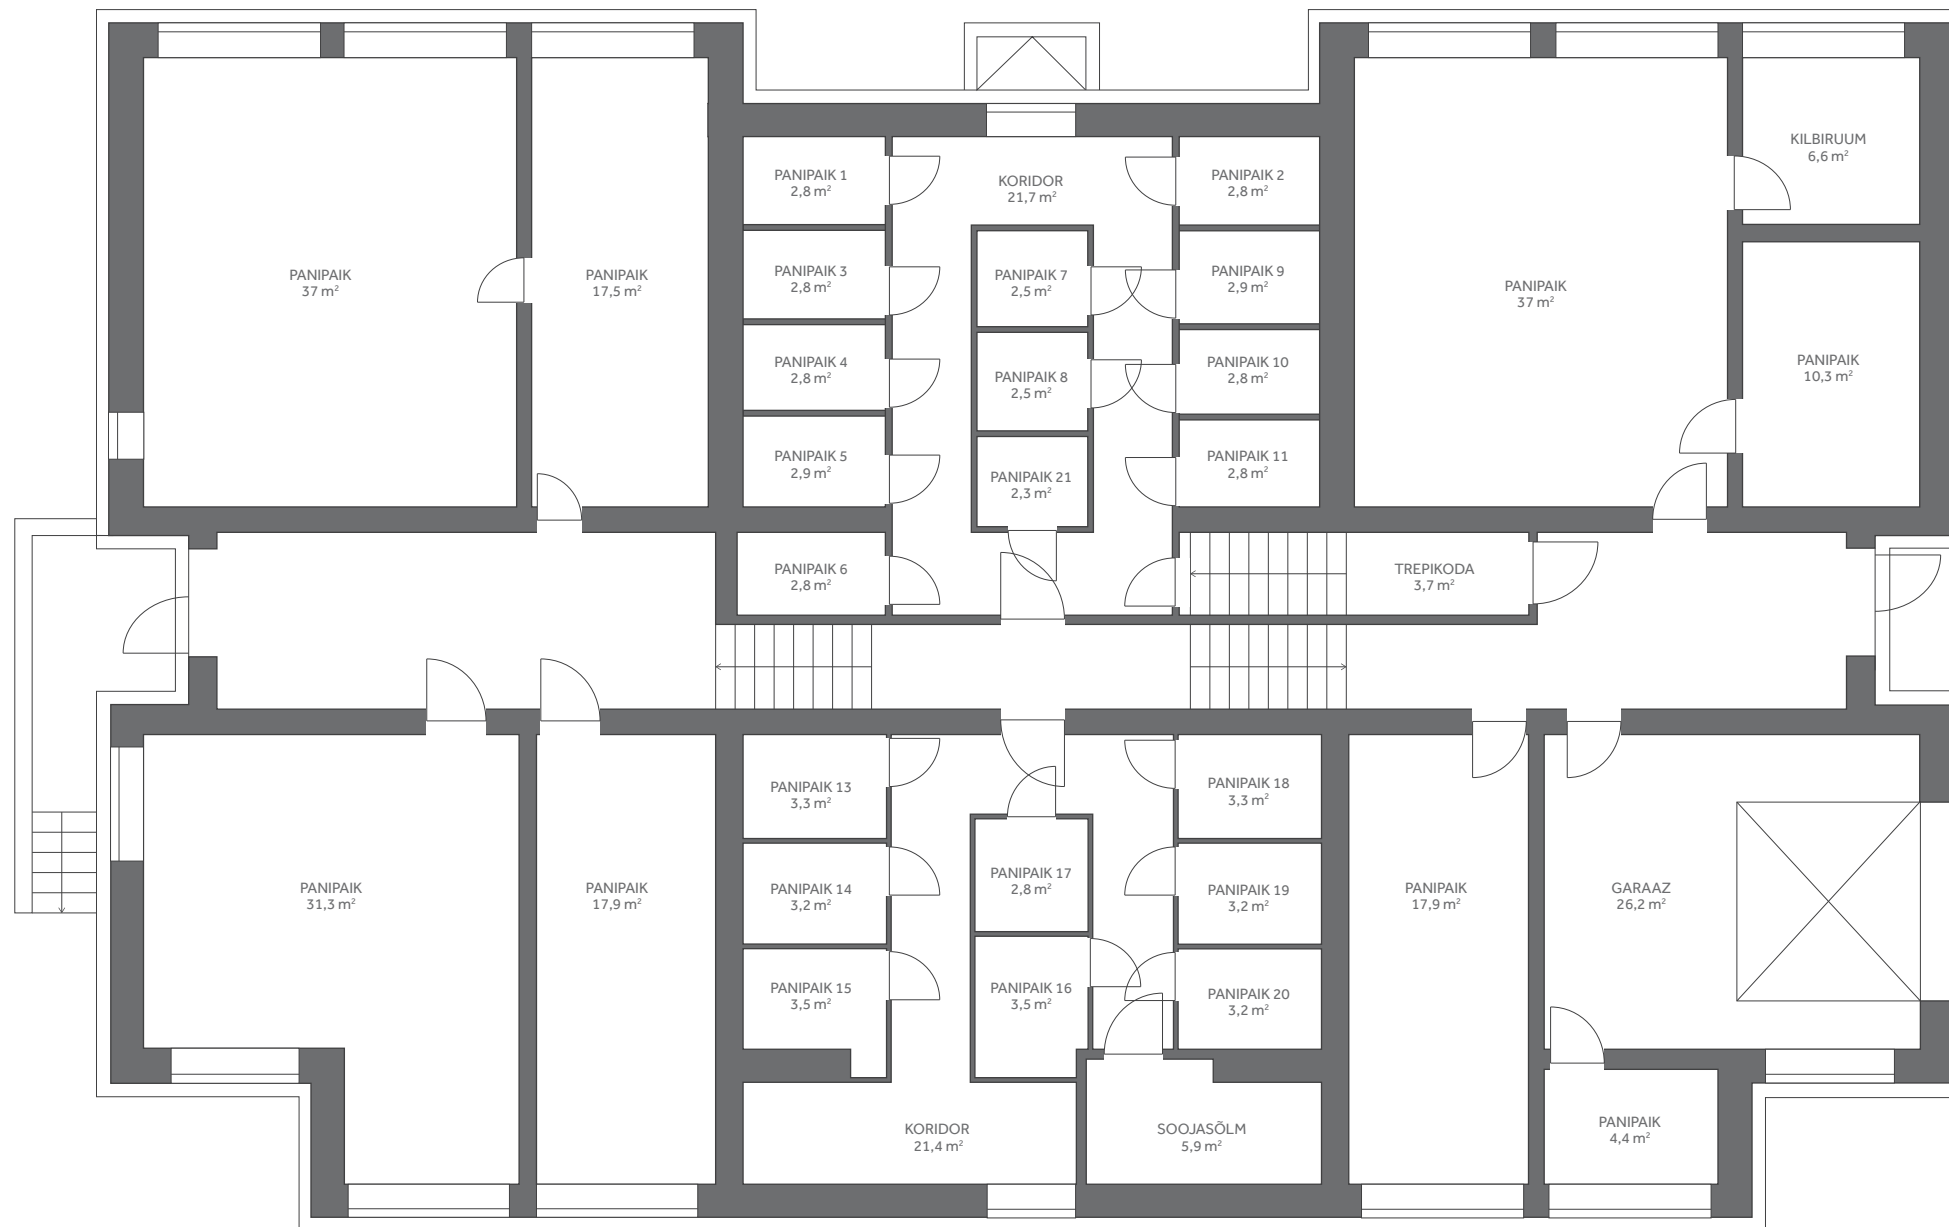 PANIPAIK
37 m²
PANIPAIK
17,5 m²
PANIPAIK 1
2,8 m²
PANIPAIK 3
2,8 m²
PANIPAIK 4
2,8 m²
PANIPAIK 5
2,9 m²
PANIPAIK 6
2,8 m²
KORIDOR
21,7 m²
PANIPAIK 7
2,5 m²
PANIPAIK 8
2,5 m²
PANIPAIK 21
2,3 m²
PANIPAIK 2
2,8 m²
PANIPAIK 9
2,9 m²
PANIPAIK 10
2,8 m²
PANIPAIK 11
2,8 m²
TREPIKODA
3,7 m²
PANIPAIK
37 m²
KILBIRUUM
6,6 m²
PANIPAIK
10,3 m²
PANIPAIK
31,3 m²
PANIPAIK
17,9 m²
PANIPAIK 13
3,3 m²
PANIPAIK 14
3,2 m²
PANIPAIK 15
3,5 m²
PANIPAIK 17
2,8 m²
PANIPAIK 16
3,5 m²
KORIDOR
21,4 m²
PANIPAIK 18
3,3 m²
PANIPAIK 19
3,2 m²
PANIPAIK 20
3,2 m²
SOOJASÕLM
5,9 m²
PANIPAIK
17,9 m²
GARAAZ
26,2 m²
PANIPAIK
4,4 m²